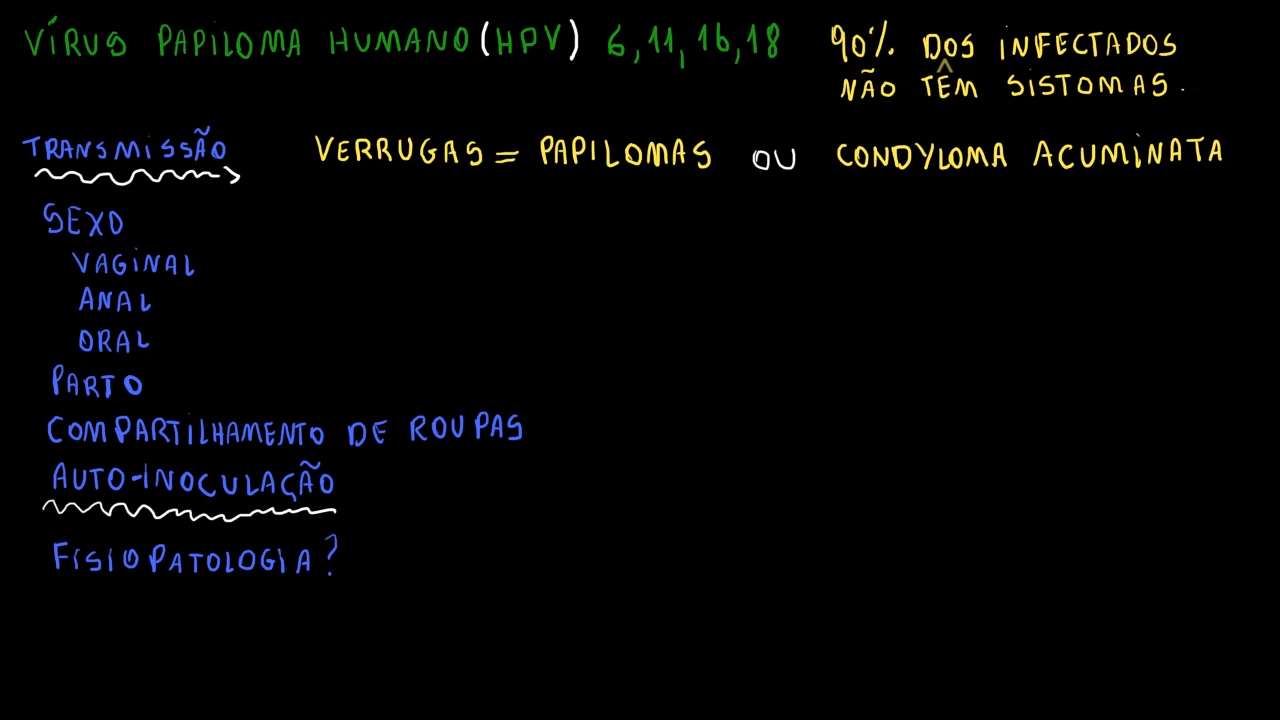 VÍRUS PAPILOMA HUMANO (HPV) 6, 11, 16, 18
90% DOS INFECTADOS
NÃO TÊM SISTOMAS.
TRANSMISSÃO
VERRUGAS = PAPILOMAS OU CONDYLOMA ACUMINATA
SEXO
VAGINAL
ANAL
ORAL
PARTO
COMPARTILHAMENTO DE ROUPAS
AUTO-INOCULAÇÃO
FISIOPATOLOGIA?